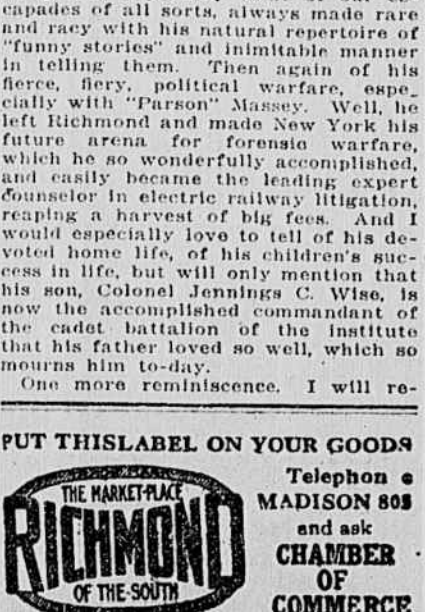 capades of all sorts, always made rare
and racy with his natural repertoire of
"funny stories" and inimitable manner
in telling them. Then again of his
fierce, fiery, political warfare, espe-
cially with "Parson" Massey. Well, he
left Richmond and made New York his
future arena for forensic warfare,
which he so wonderfully accomplished,
and easily became the leading expert
counselor in electric railway litigation,
reaping a harvest of big fees. And I
would especially love to tell of his de-
voted home life, of his children's suc-
cess in life, but will only mention that
his son, Colonel Jennings C. Wise, is
now the accomplished commandant of
the cadet battalion of the institute
that his father loved so well, which so
mourns him to-day.
One more reminiscence. I will re-
PUT THIS LABEL ON YOUR GOODS
THE MARKET-PLACE
RICHMOND
OF THE SOUTH
Telephone
MADISON 805
and ask
CHAMBER
OF
COMMERCE